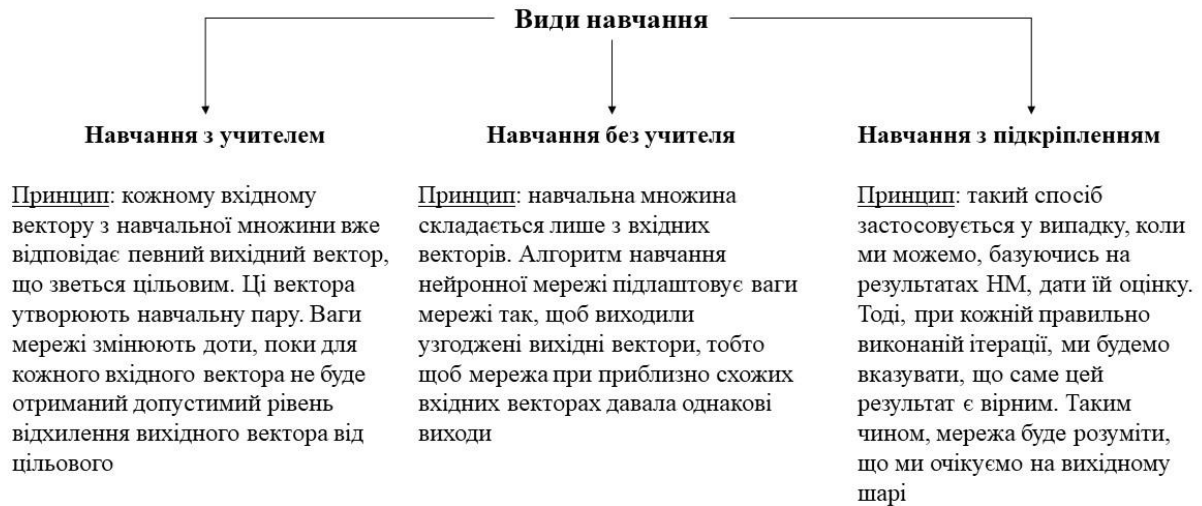 Види навчання
Навчання з учителем
Принцип: кожному вхідному
вектору з навчальної множини вже
відповідає певний вихідний вектор,
що зветься цільовим. Ці вектора
утворюють навчальну пару. Ваги
мережі змінюють доти, поки для
кожного вхідного вектора не буде
отриманий допустимий рівень
відхилення вихідного вектора від
цільового
Навчання без учителя
Принцип: навчальна множина
складається лише з вхідних
векторів. Алгоритм навчання
нейронної мережі підлаштовує ваги
мережі так, щоб виходили
узгоджені вихідні вектори, тобто
щоб мережа при приблизно схожих
вхідних векторах давала однакові
виходи
Навчання з підкріпленням
Принцип: такий спосіб
застосовується у випадку, коли
ми можемо, базуючись на
результатах НМ, дати їй оцінку.
Тоді, при кожній правильно
виконаній ітерації, ми будемо
вказувати, що саме цей
результат є вірним. Таким
чином, мережа буде розуміти,
що ми очікуємо на вихідному
шарі